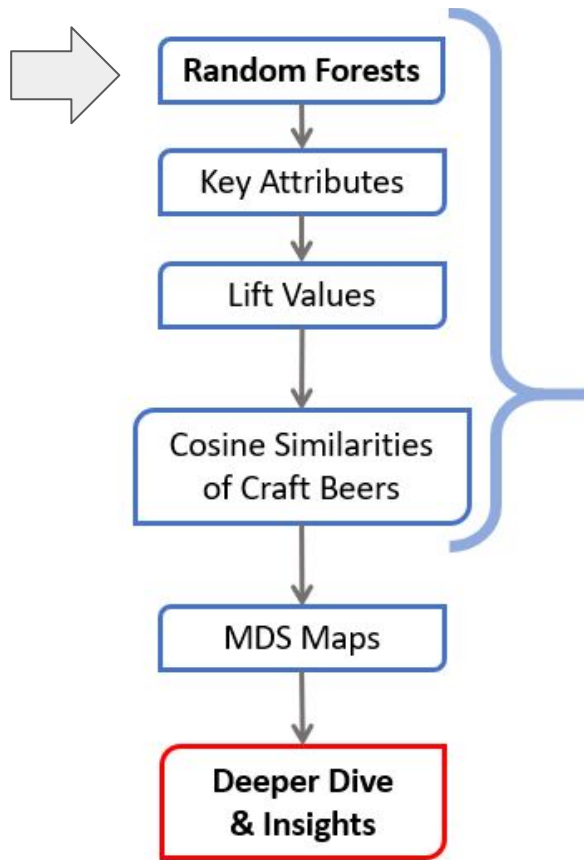 Random Forests
Key Attributes
Lift Values
Cosine Similarities
of Craft Beers
MDS Maps
Deeper Dive
& Insights